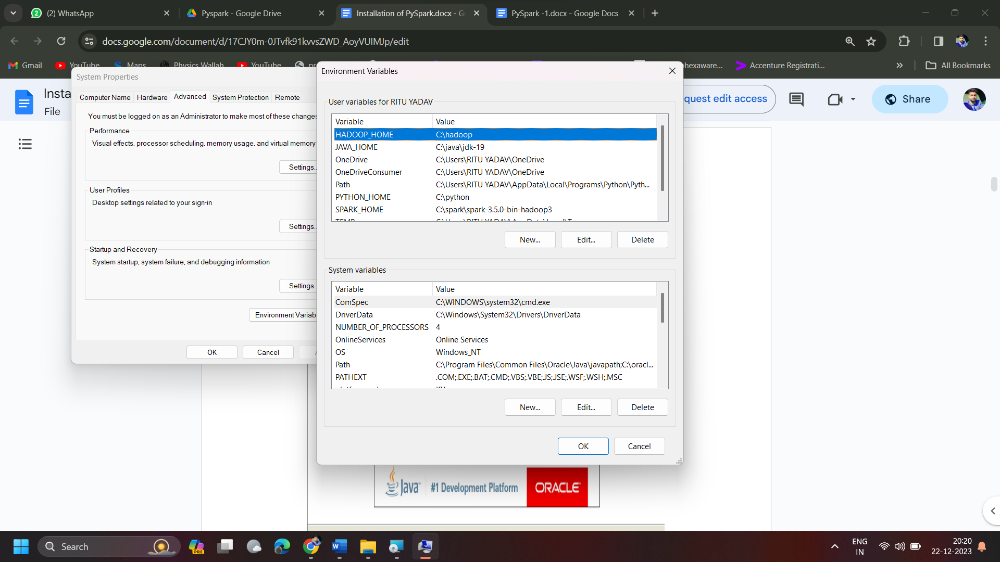 (2) WhatsApp
Pyspark - Google Drive
Installation of PySpark.docx - G
PySpark -1.docx - Google Docs
docs.google.com/document/d/17CJY0m-0JTvfk91kvvsZWD_AoyVUIMJp/edit
Gmail
YouTube
Maps
Physics Wallah
YouTube
phexaware...
Accenture Registrati...
All Bookmarks
Insta
File
quest edit access
Share
System Properties
Computer Name
Hardware
Advanced
System Protection
Remote
You must be logged on as an Administrator to make most of these changes
Performance
Visual effects, processor scheduling, memory usage, and virtual memory
Settings..
User Profiles
Desktop settings related to your sign-in
Settings..
Startup and Recovery
System startup, system failure, and debugging information
Settings..
Environment Variab
OK
Cancel
Environment Variables
User variables for RITU YADAV
Variable Value
HADOOP_HOME C:\hadoop
JAVA_HOME C:\java\jdk-19
OneDrive C:\Users\RITU YADAV\OneDrive
OneDriveConsumer C:\Users\RITU YADAV\OneDrive
Path C:\Users\RITU YADAV\AppData\Local\Programs\Python\Pyth...
PYTHON_HOME C:\python
SPARK_HOME C:\spark\spark-3.5.0-bin-hadoop3
New... Edit... Delete
System variables
Variable Value
ComSpec C:\WINDOWS\system32\cmd.exe
DriverData C:\Windows\System32\Drivers\DriverData
NUMBER_OF_PROCESSORS 4
OnlineServices Online Services
OS Windows_NT
Path C:\Program Files\Common Files\Oracle\Java\javapath;C:\oracl...
PATHEXT .COM;.EXE;.BAT;.CMD;.VBS;.VBE;.JS;.JSE;.WSF;.WSH;.MSC
New... Edit... Delete
OK Cancel
Java #1 Development Platform ORACLE
Search
PRE
ENG
IN
20:20
22-12-2023